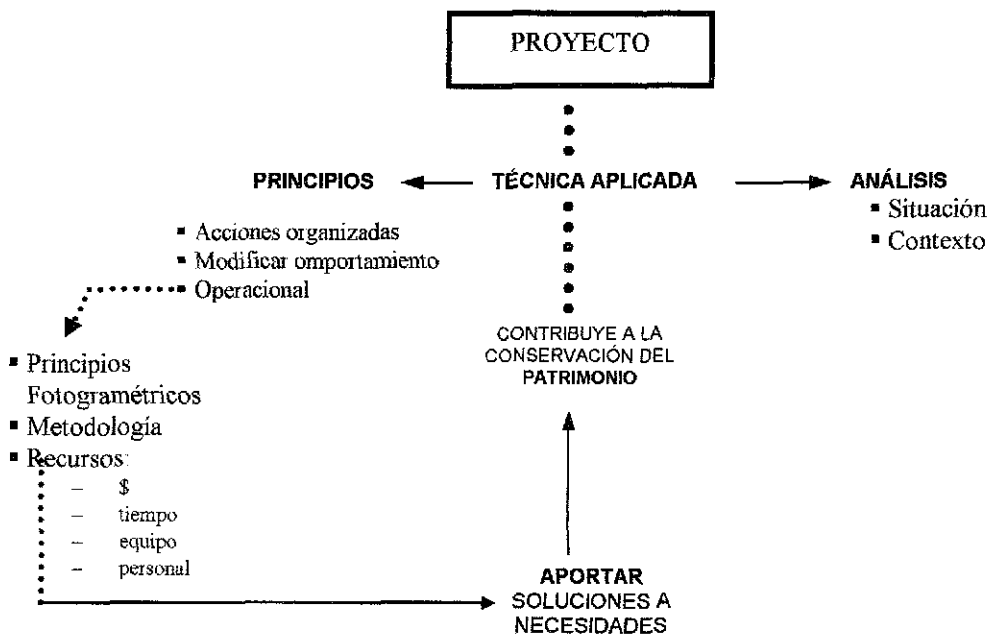 PROYECTO
PRINCIPIOS
TÉCNICA APLICADA
ANÁLISIS
▪ Situación
▪ Contexto
▪ Acciones organizadas
▪ Modificar omportamiento
▪ Operacional
CONTRIBUYE A LA
CONSERVACIÓN DEL
PATRIMONIO
▪ Principios
Fotogramétricos
▪ Metodología
▪ Recursos:
– $
– tiempo
– equipo
– personal
APORTAR
SOLUCIONES A
NECESIDADES